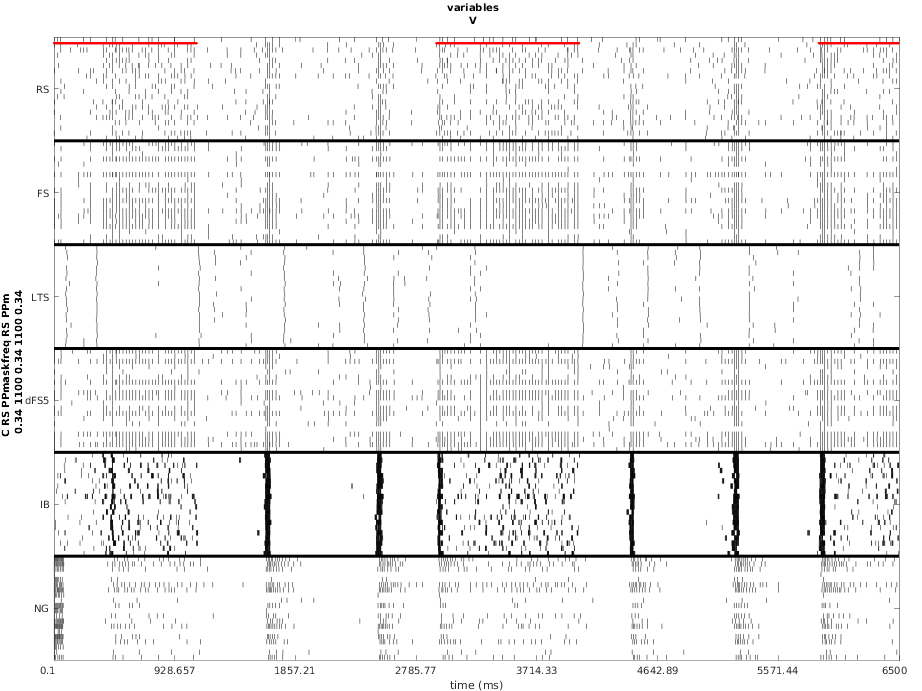 variables
V
RS
FS
LTS
dFS5
IB
NG
C RS PPmaskfreq RS PPm
0.34 1100 0.34 1100 0.34
0.1 928.657 1857.21 2785.77 3714.33 4642.89 5571.44 6500
time (ms)